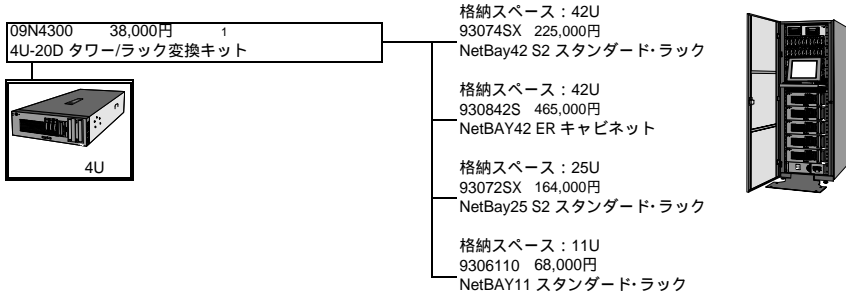 09N4300 38,000円 1
4U-20D タワー/ラック変換キット
4U
格納スペース：42U
93074SX 225,000円
NetBay42 S2 スタンダード・ラック
格納スペース：42U
930842S 465,000円
NetBAY42 ER キャビネット
格納スペース：25U
93072SX 164,000円
NetBay25 S2 スタンダード・ラック
格納スペース：11U
9306110 68,000円
NetBAY11 スタンダード・ラック